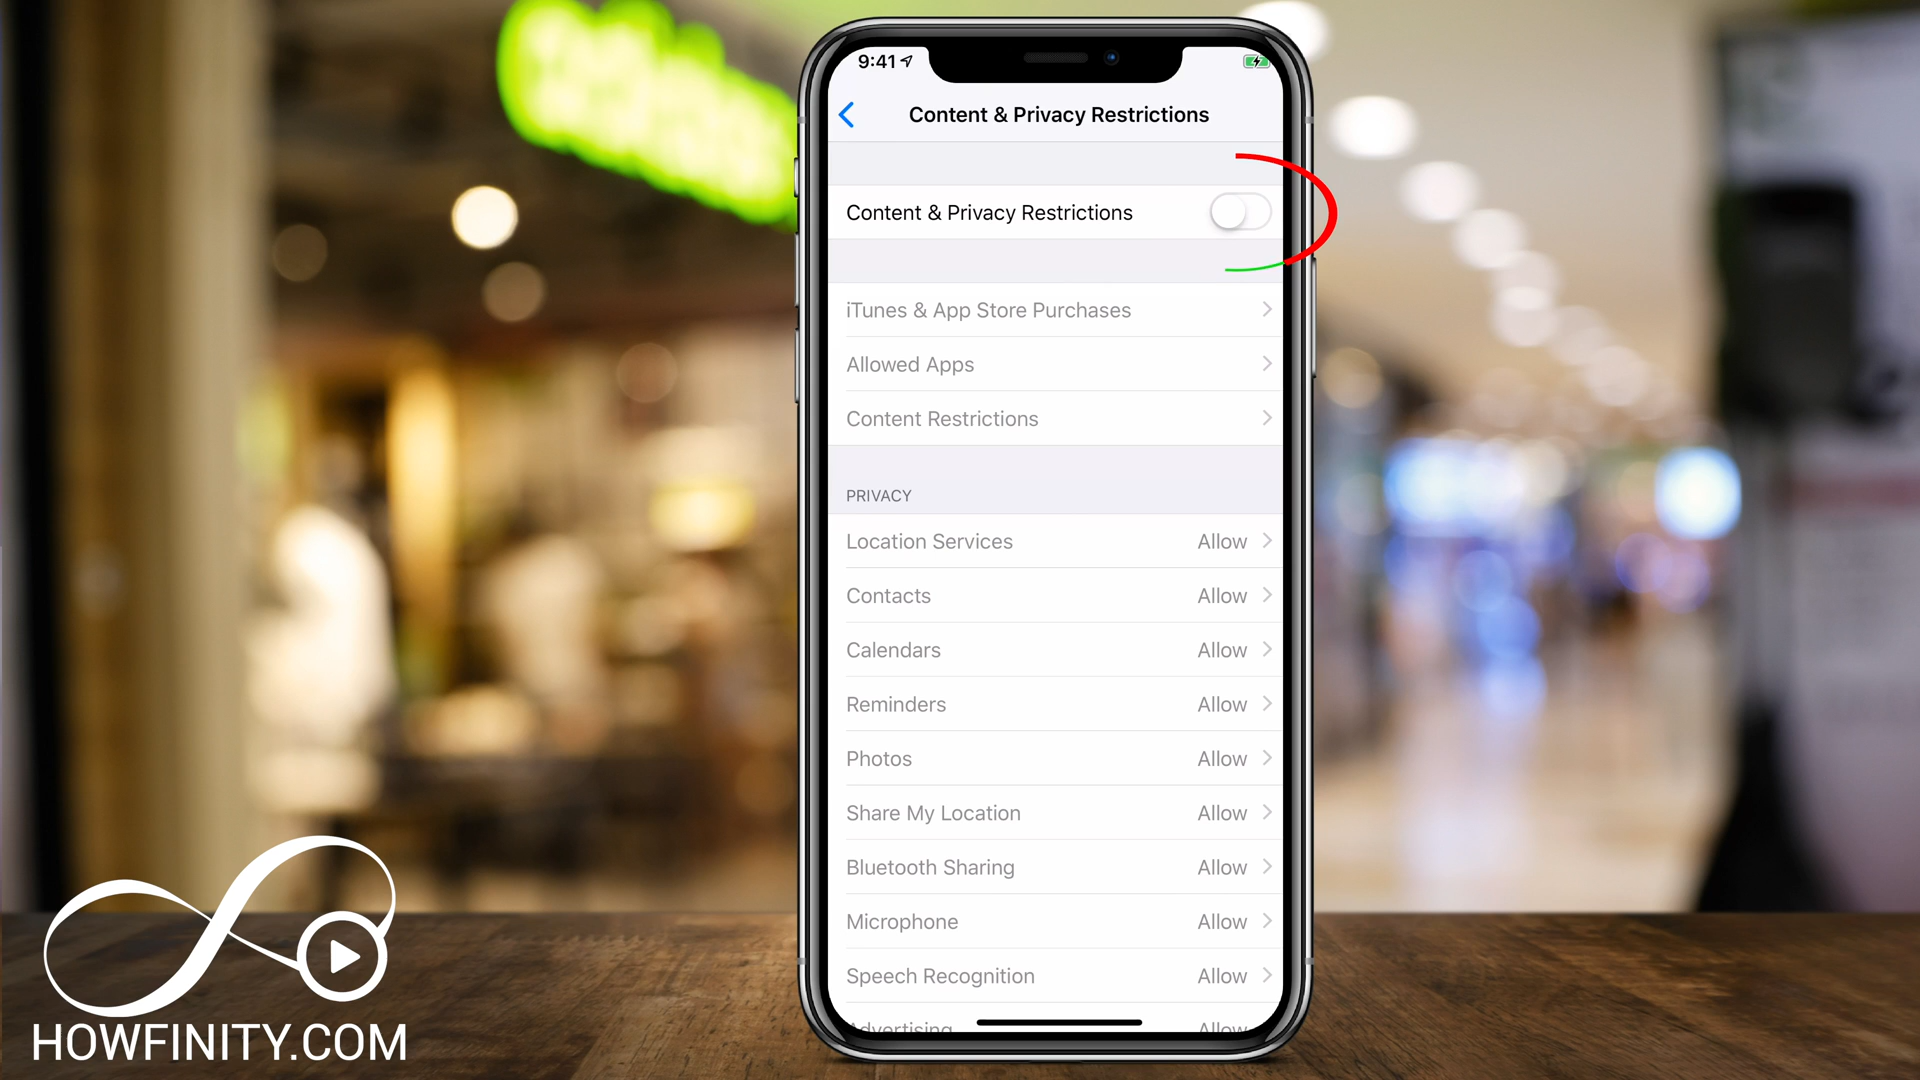 9:41
Content & Privacy Restrictions
Content & Privacy Restrictions
iTunes & App Store Purchases
Allowed Apps
Content Restrictions
PRIVACY
Location Services Allow
Contacts Allow
Calendars Allow
Reminders Allow
Photos Allow
Share My Location Allow
Bluetooth Sharing Allow
Microphone Allow
Speech Recognition Allow
Advertising Allow
HOWFINITY.COM